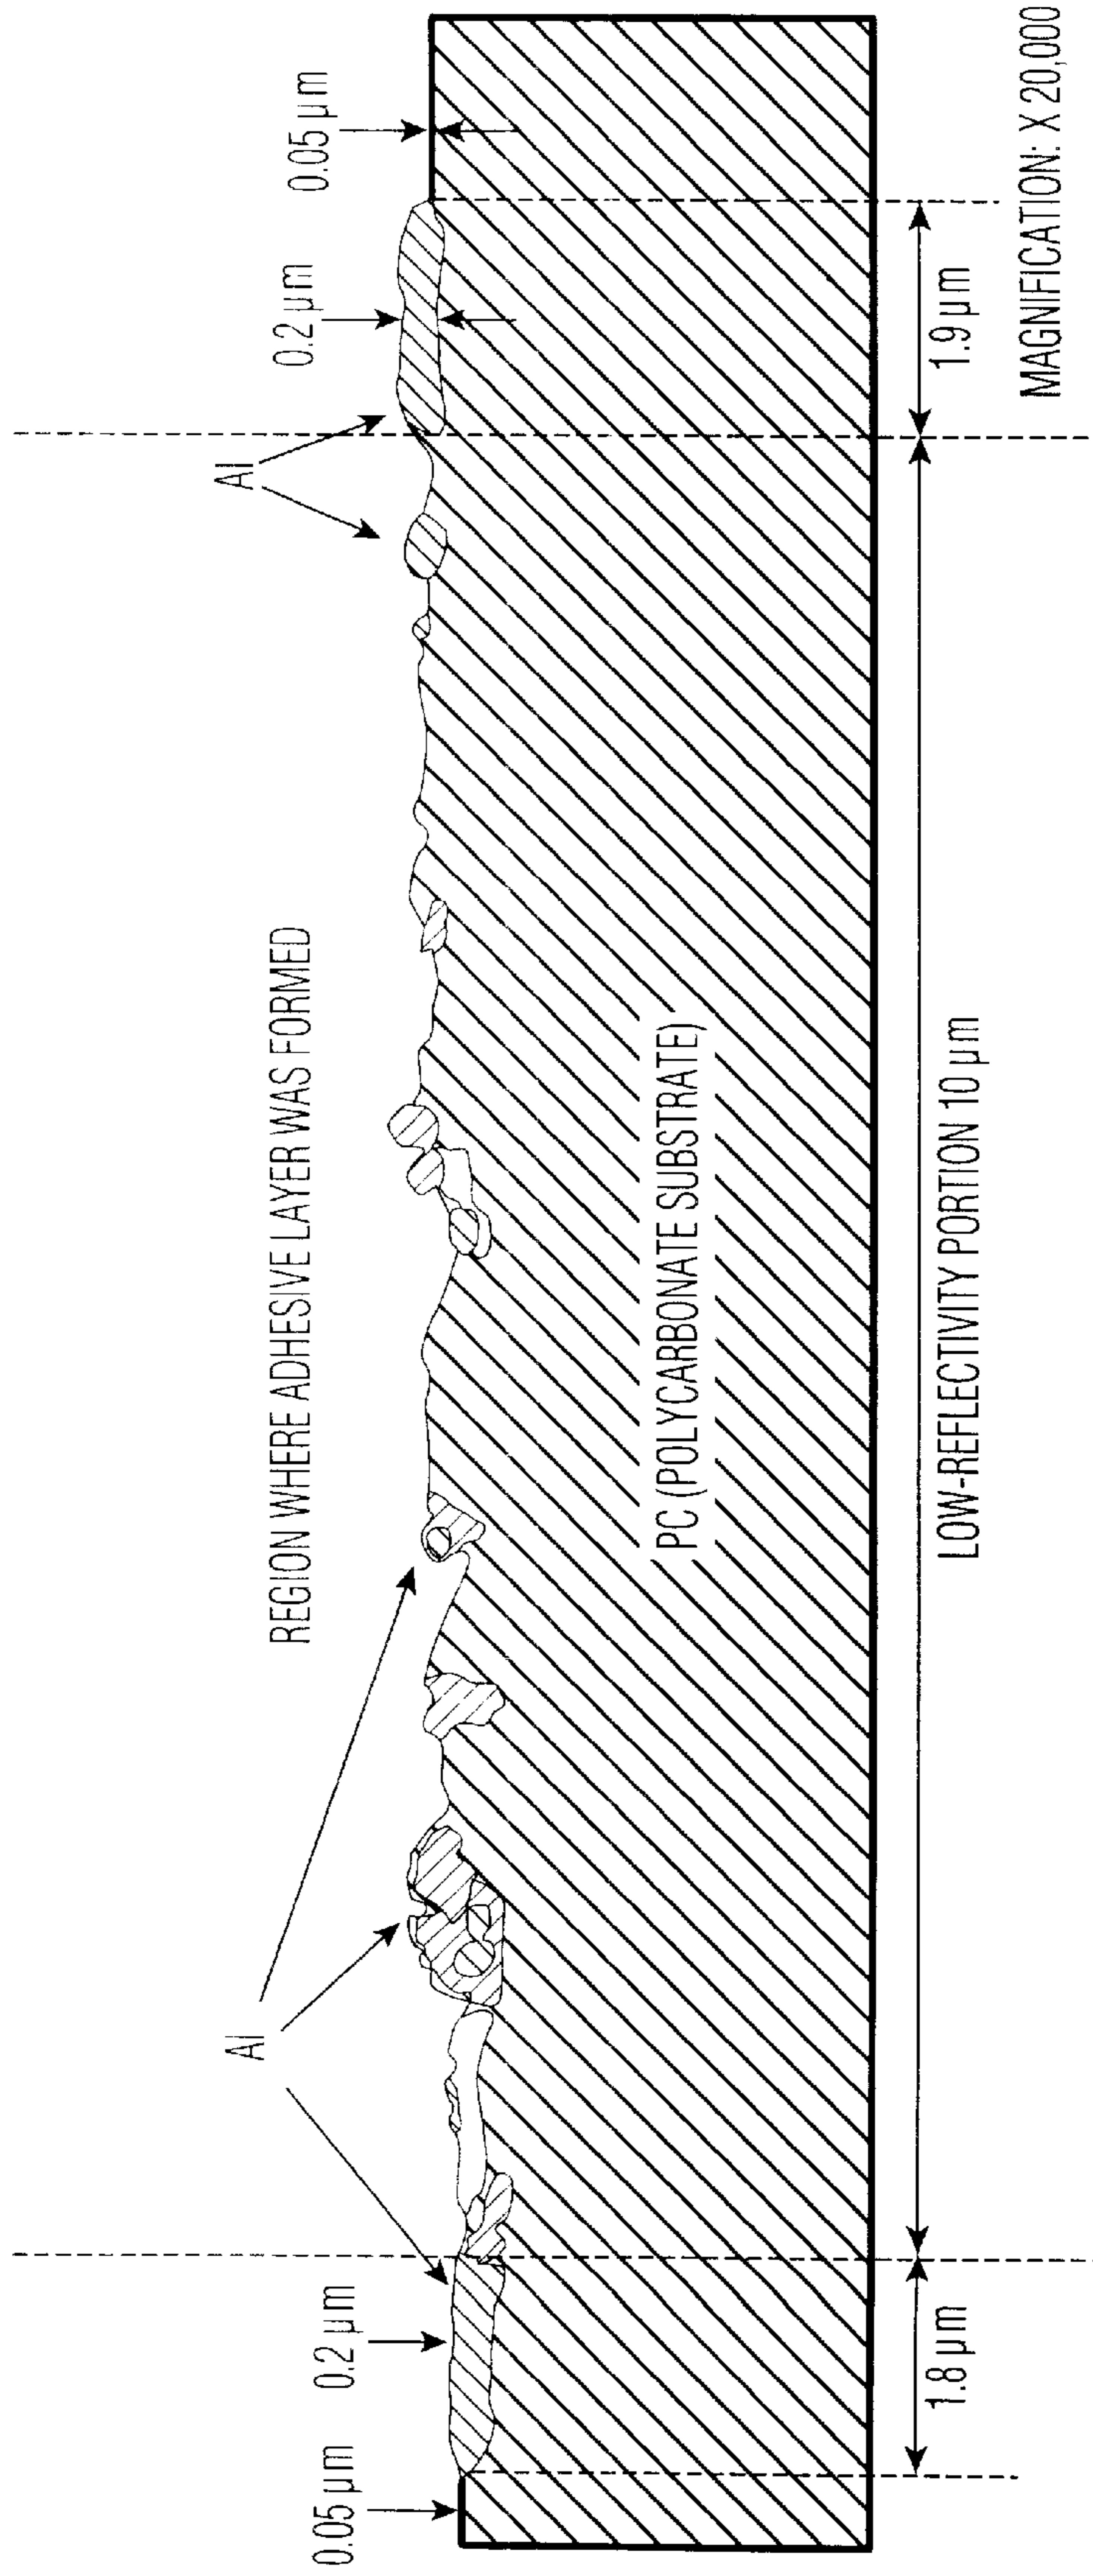 REGION WHERE ADHESIVE LAYER WAS FORMED
Al
Al
0.05 µm
0.2 µm
0.2 µm
0.05 µm
PC (POLYCARBONATE SUBSTRATE)
1.8 µm
LOW-REFLECTIVITY PORTION 10 µm
1.9 µm
MAGNIFICATION: X 20,000